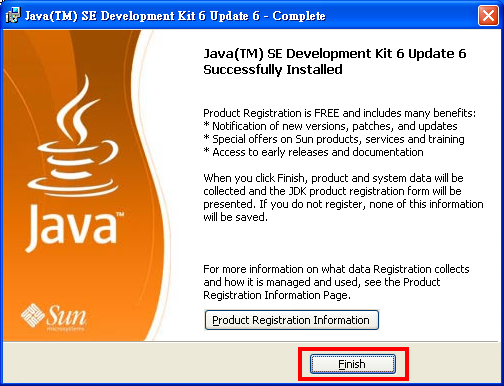 Java(TM) SE Development Kit 6 Update 6 - Complete
Java(TM) SE Development Kit 6 Update 6
Successfully Installed
Product Registration is FREE and includes many benefits:
* Notification of new versions, patches, and updates
* Special offers on Sun products, services and training
* Access to early releases and documentation
When you click Finish, product and system data will be
collected and the JDK product registration form will be
presented. If you do not register, none of this information
will be saved.
Java™
For more information on what data Registration collects
and how it is managed and used, see the Product
Registration Information Page.
Sun
microsystems
Product Registration Information
Finish